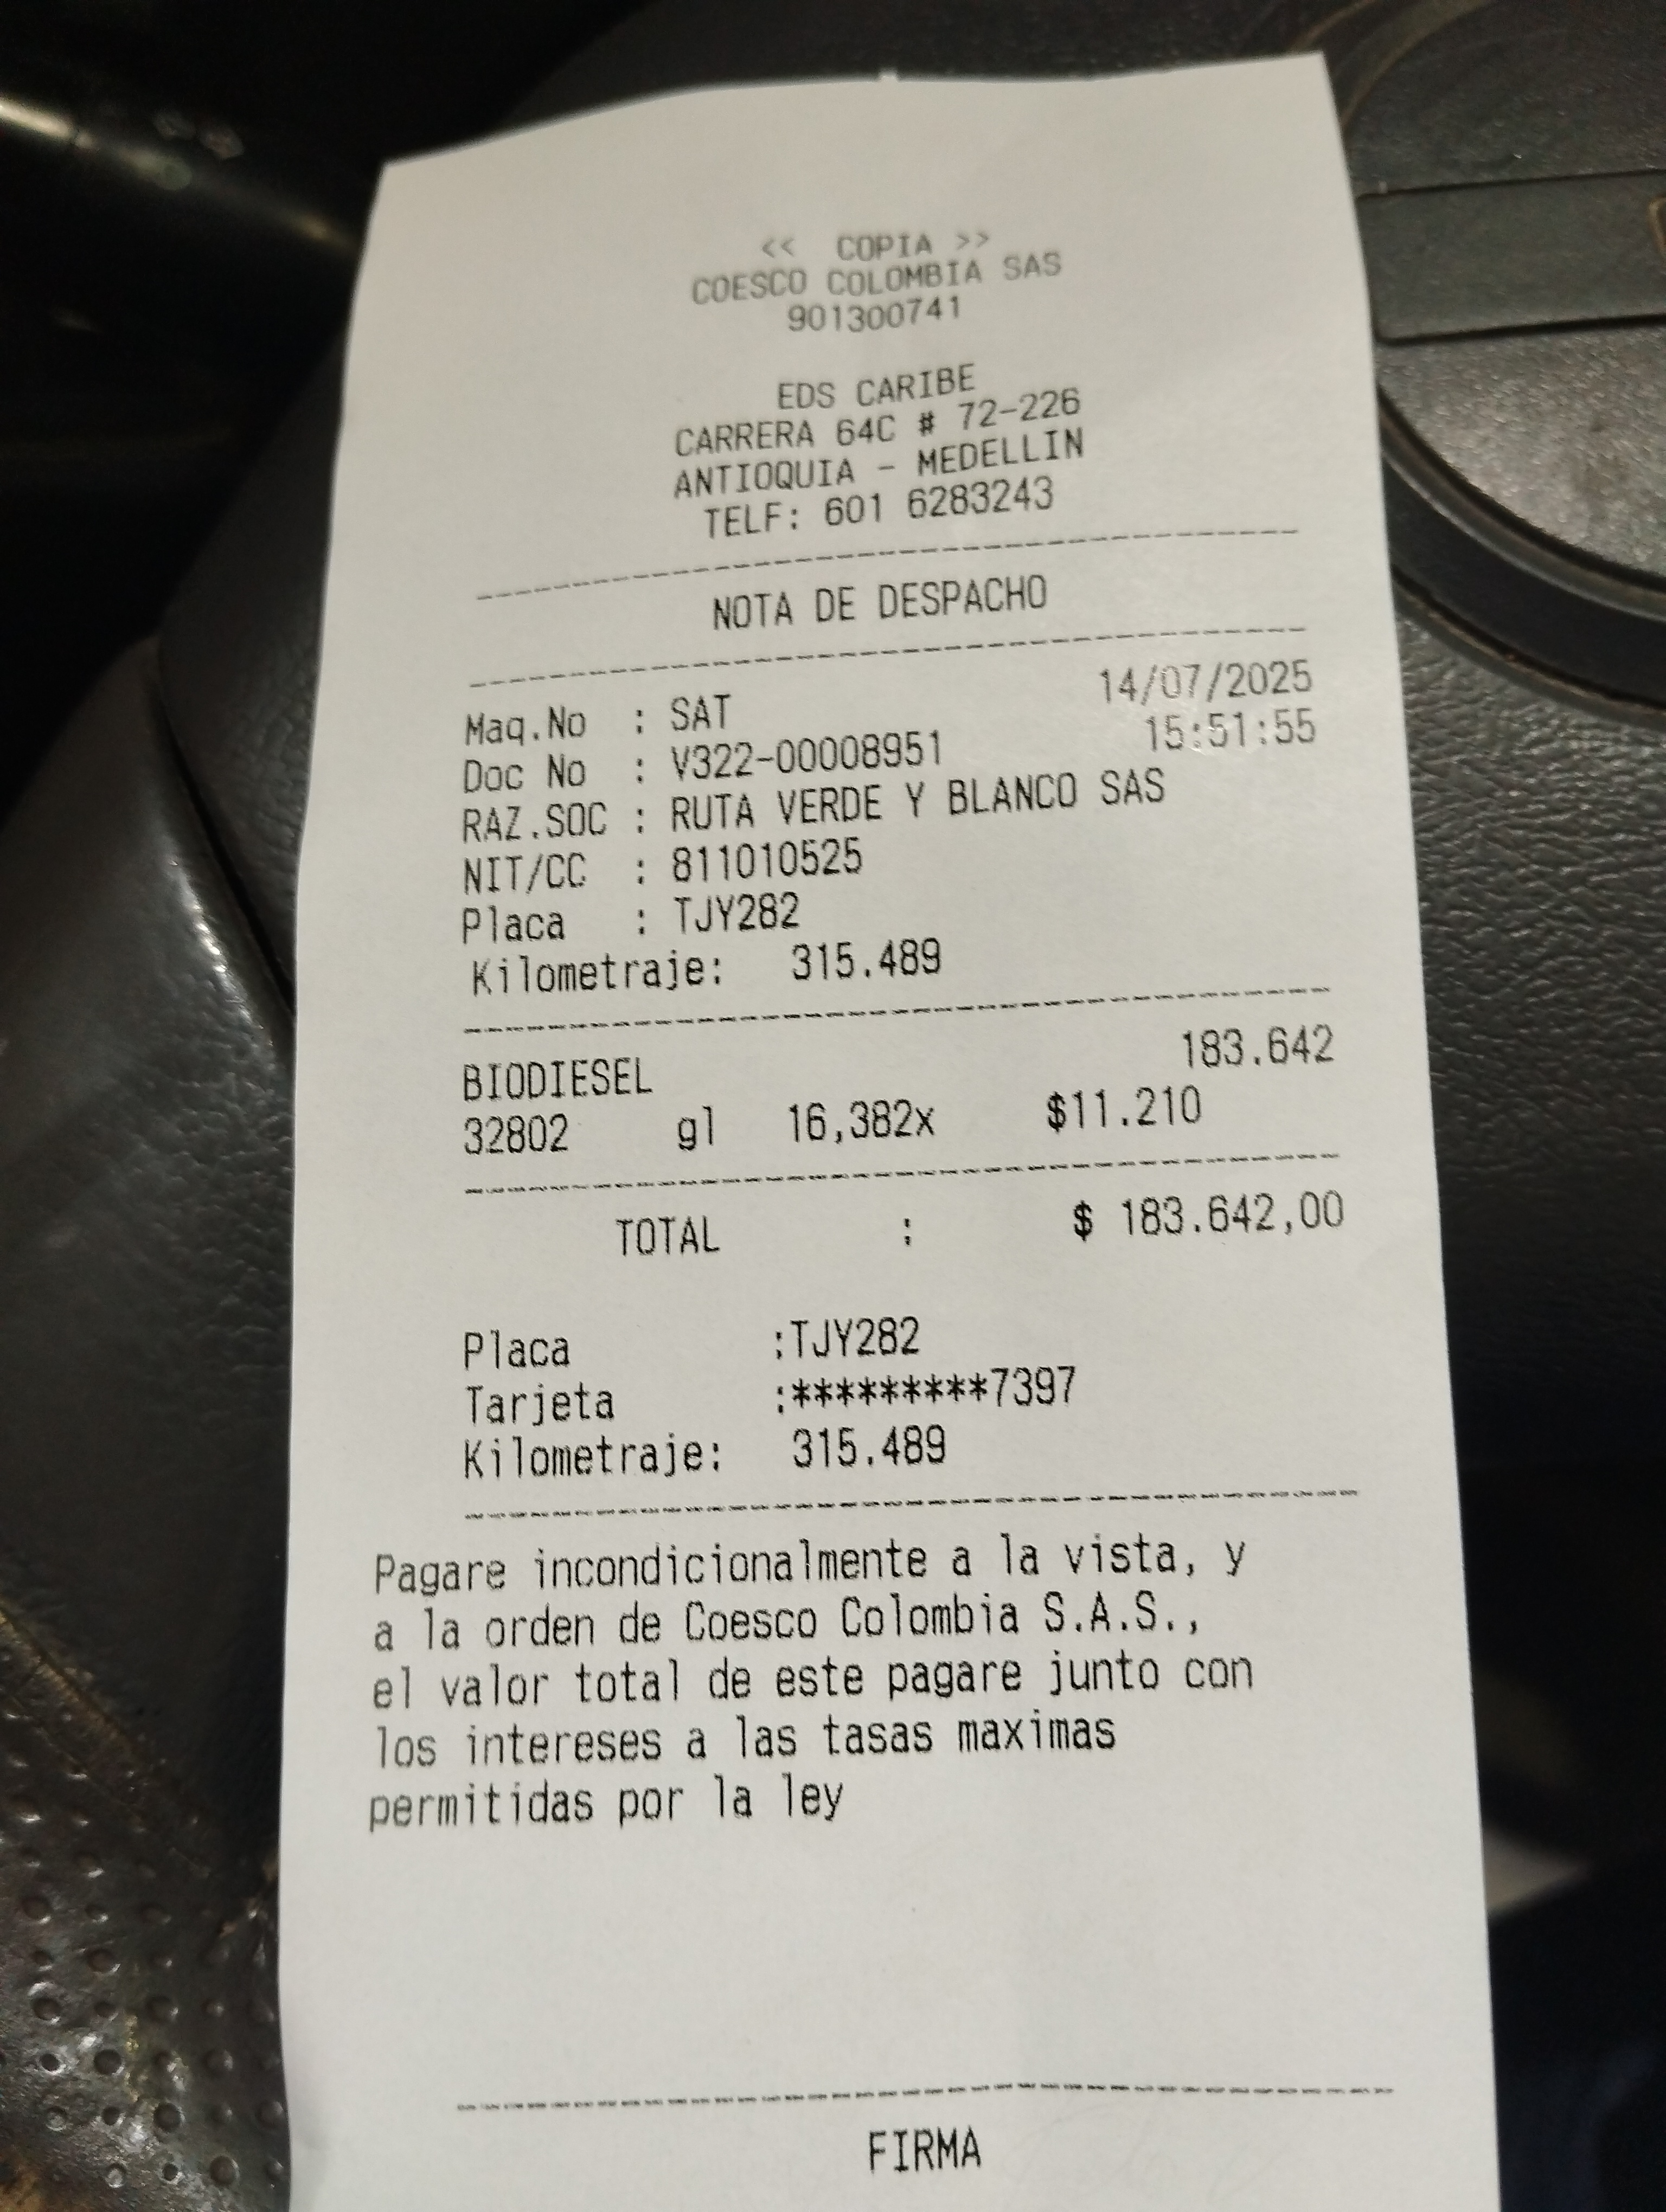 << COPIA >>
COESCO COLOMBIA SAS
901300741
EDS CARIBE
CARRERA 64C # 72-226
ANTIOQUIA - MEDELLIN
TELF: 601 6283243
NOTA DE DESPACHO
Maq.No : SAT 14/07/2025
Doc No : V322-00008951 15:51:55
RAZ.SOC : RUTA VERDE Y BLANCO SAS
NIT/CC : 811010525
Placa : TJY282
Kilometraje: 315.489
BIODIESEL 183.642
32802 gl 16,382x $11.210
TOTAL : $ 183.642,00
Placa :TJY282
Tarjeta :*********7397
Kilometraje: 315.489
Pagare incondicionalmente a la vista, y
a la orden de Coesco Colombia S.A.S.,
el valor total de este pagare junto con
los intereses a las tasas maximas
permitidas por la ley
FIRMA